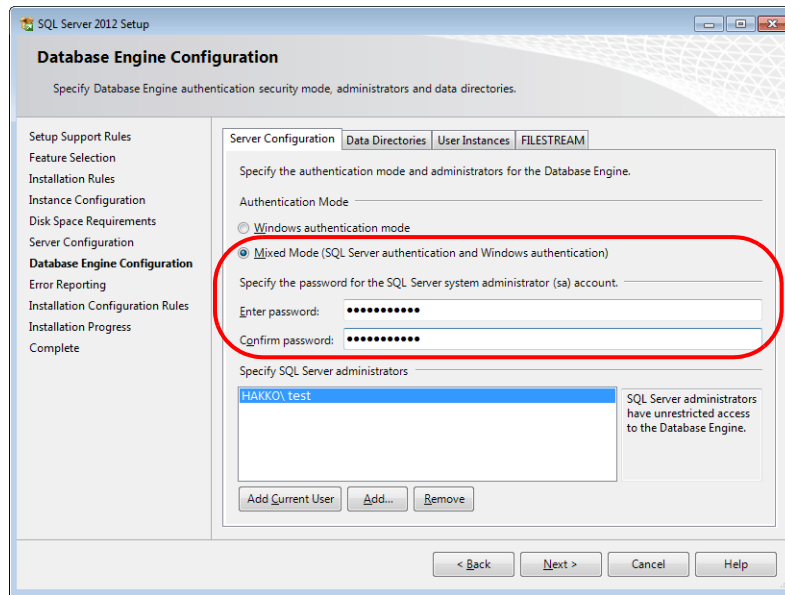 SQL Server 2012 Setup
Database Engine Configuration
Specify Database Engine authentication security mode, administrators and data directories.
Setup Support Rules
Feature Selection
Installation Rules
Instance Configuration
Disk Space Requirements
Server Configuration
Database Engine Configuration
Error Reporting
Installation Configuration Rules
Installation Progress
Complete
Server Configuration Data Directories User Instances FILESTREAM
Specify the authentication mode and administrators for the Database Engine.
Authentication Mode
Windows authentication mode
Mixed Mode (SQL Server authentication and Windows authentication)
Specify the password for the SQL Server system administrator (sa) account.
Enter password: •••••••••••
Confirm password: •••••••••••
Specify SQL Server administrators
HAKKO\ test
SQL Server administrators
have unrestricted access
to the Database Engine.
Add Current User Add... Remove
< Back Next > Cancel Help